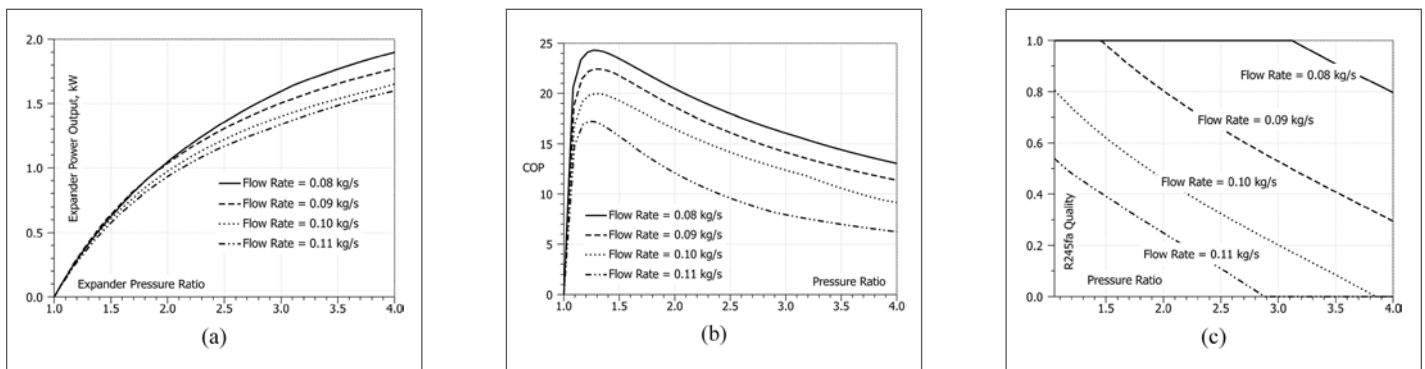 2.0
1.5
1.0
0.5
0.0
Expander Power Output, kW
Flow Rate = 0.08 kg/s
Flow Rate = 0.09 kg/s
Flow Rate = 0.10 kg/s
Flow Rate = 0.11 kg/s
Expander Pressure Ratio
1.0 1.5 2.0 2.5 3.0 3.5 4.0
(a)
25
20
15
COP
10
5
0
Flow Rate = 0.08 kg/s
Flow Rate = 0.09 kg/s
Flow Rate = 0.10 kg/s
Flow Rate = 0.11 kg/s
Pressure Ratio
1.0 1.5 2.0 2.5 3.0 3.5 4.0
(b)
1.0
0.8
0.6
0.4
0.2
0.0
Flow Rate = 0.08 kg/s
Flow Rate = 0.09 kg/s
Flow Rate = 0.10 kg/s
Flow Rate = 0.11 kg/s
R245fa Quality
Pressure Ratio
1.5 2.0 2.5 3.0 3.5 4.0
(c)